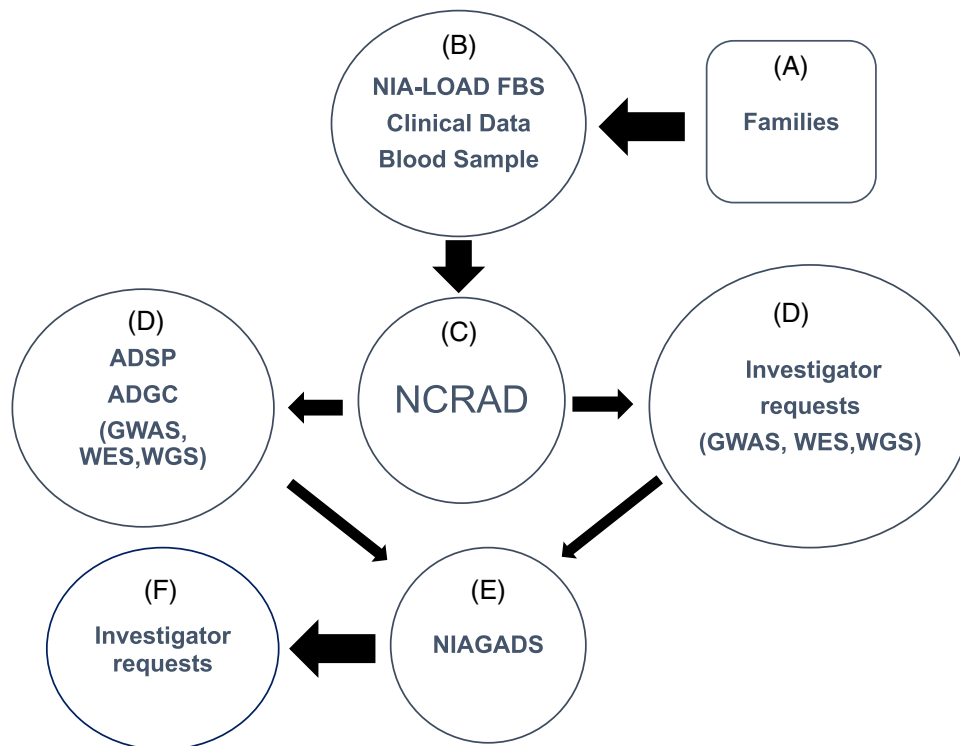 (B)
NIA-LOAD FBS
Clinical Data
Blood Sample
(A)
Families
(D)
ADSP
ADGC
(GWAS,
WES,WGS)
(C)
NCRAD
(D)
Investigator
requests
(GWAS, WES,WGS)
(F)
Investigator
requests
(E)
NIAGADS